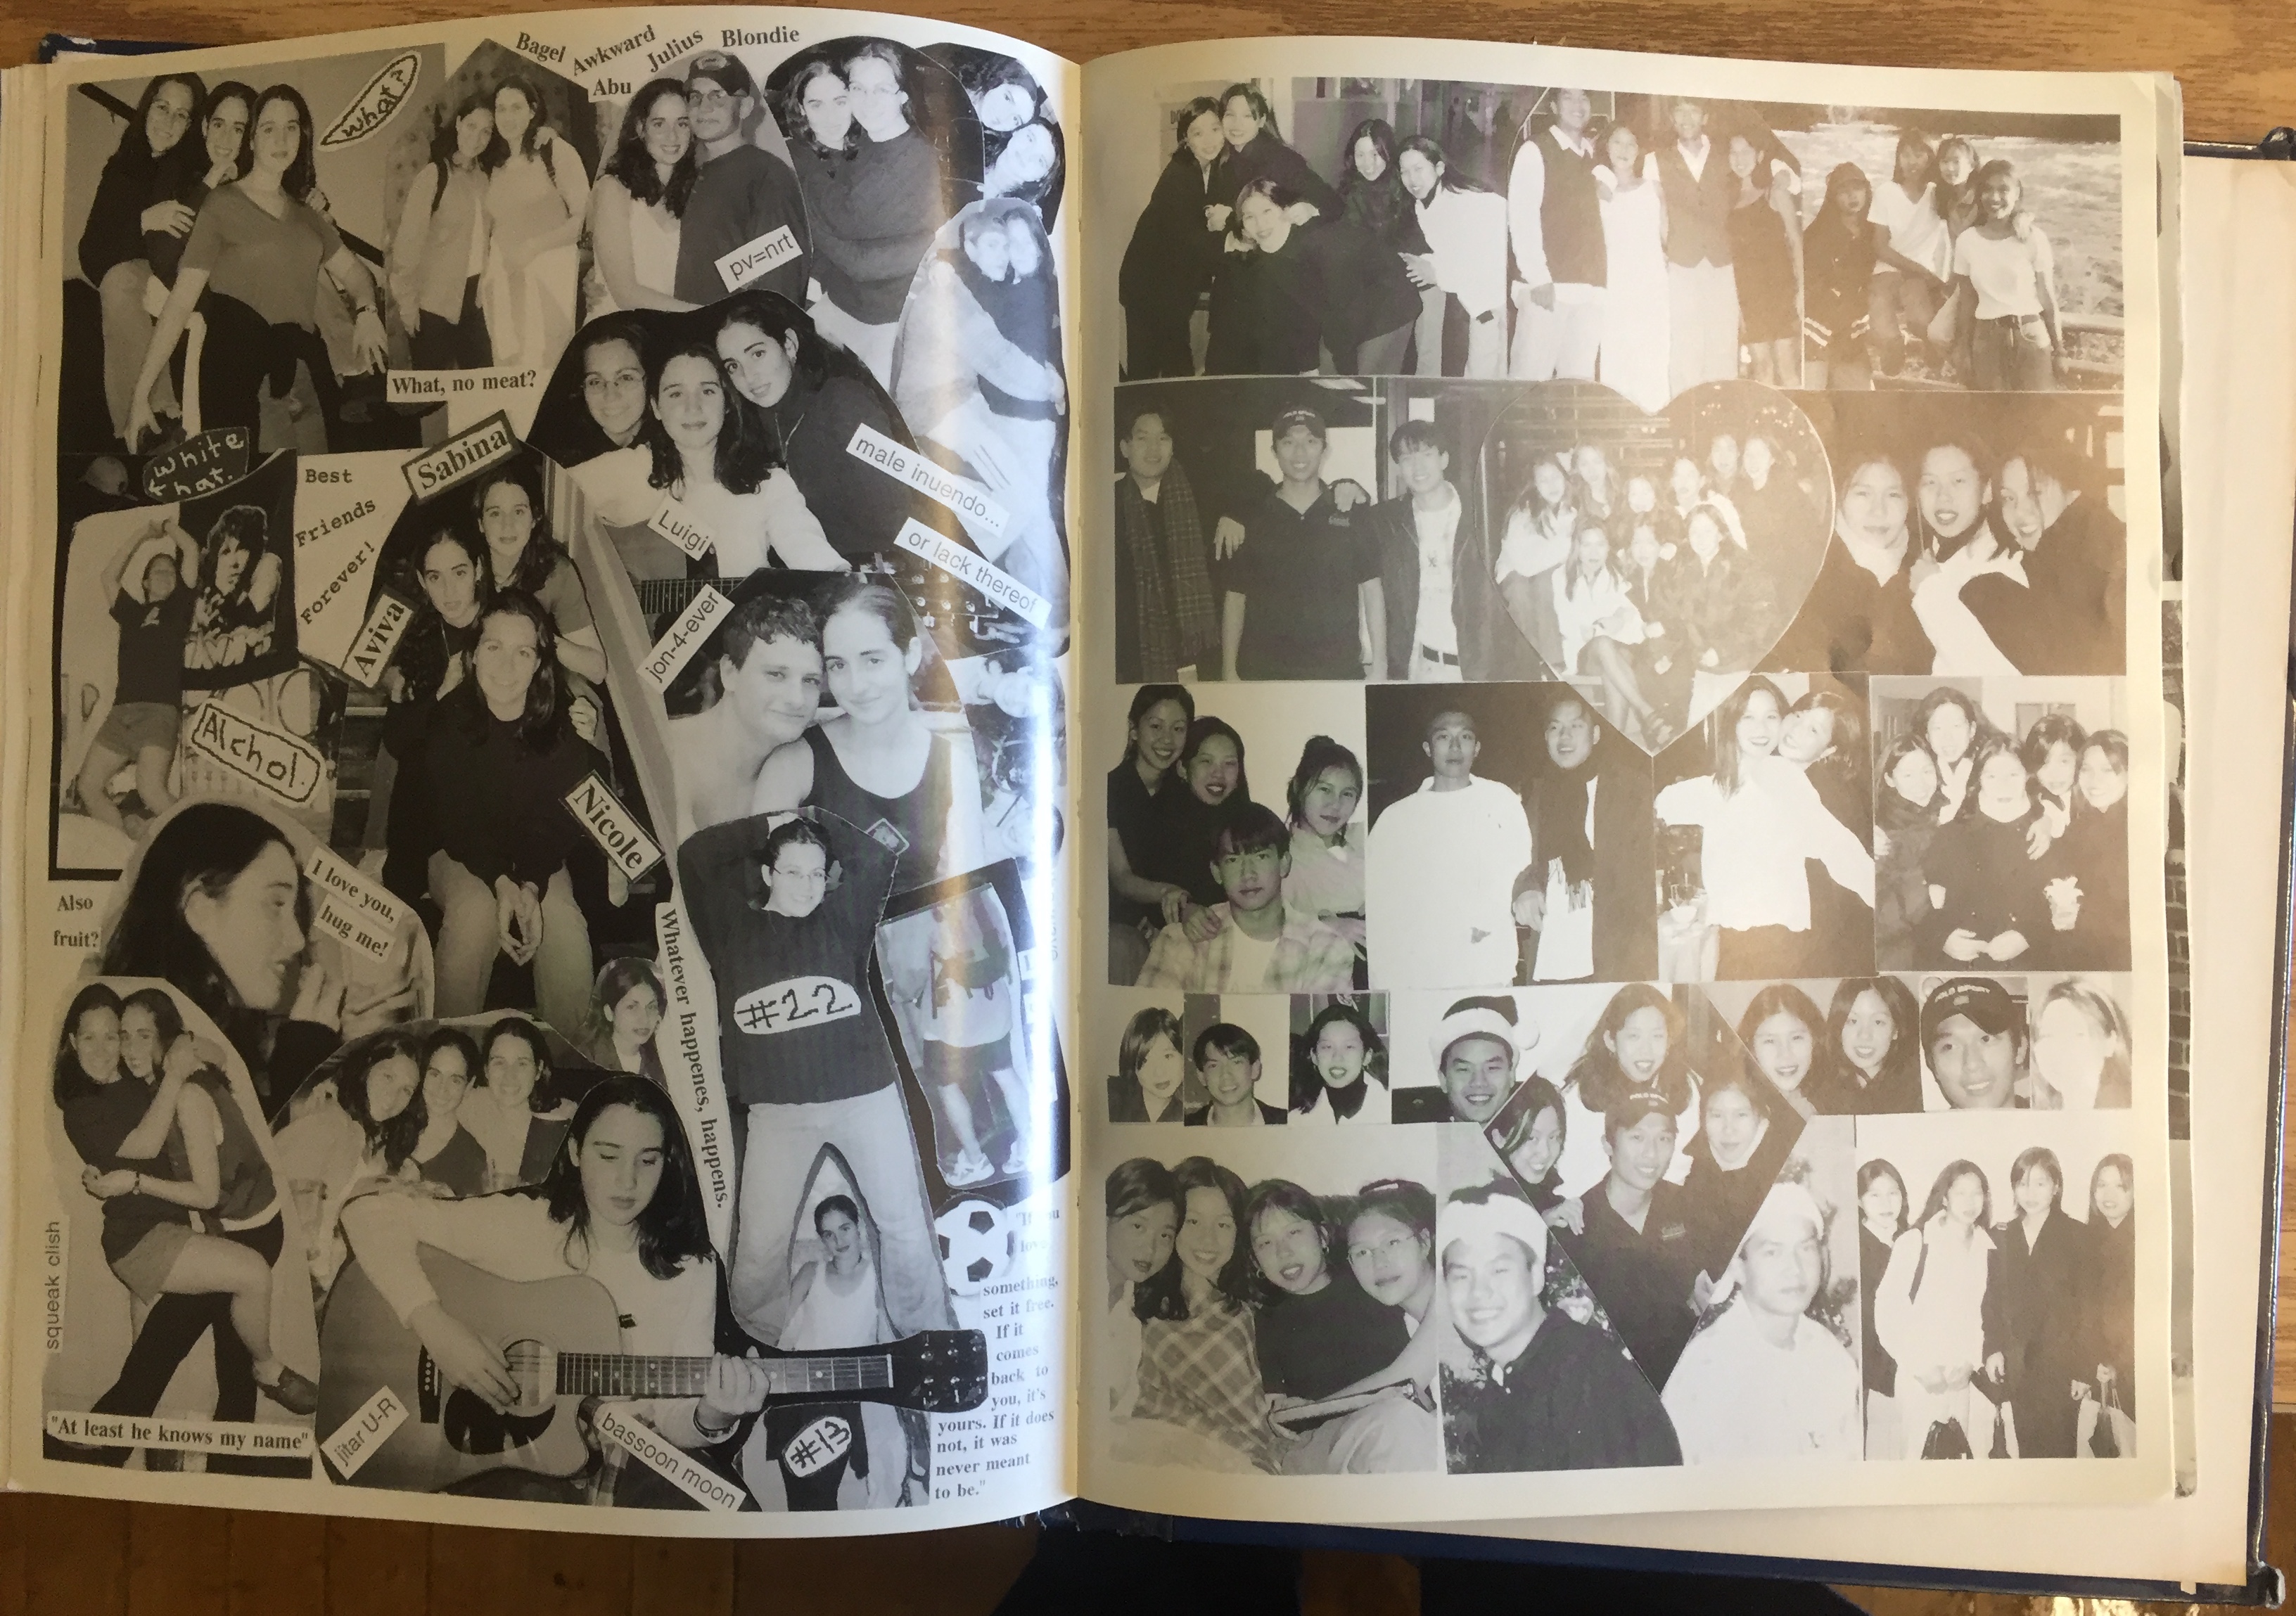 Bagel
Awkward
Abu
Julius
Blondie
what?
pv=nrt
What, no meat?
white
hat.
Best
Friends
Forever!
Sabina
Aviva
Nicole
Luigi
male inuendo...
or lack thereof
jon-4-ever
Alchol.
Also
fruit?
I love you,
hug me!
Whatever happenes, happens.
#22
squeak clish
"At least he knows my name"
jitar U-R
bassoon moon
#13
"If you
love
something,
set it free.
If it
comes
back to
you, it's
yours. If it does
not, it was
never meant
to be."